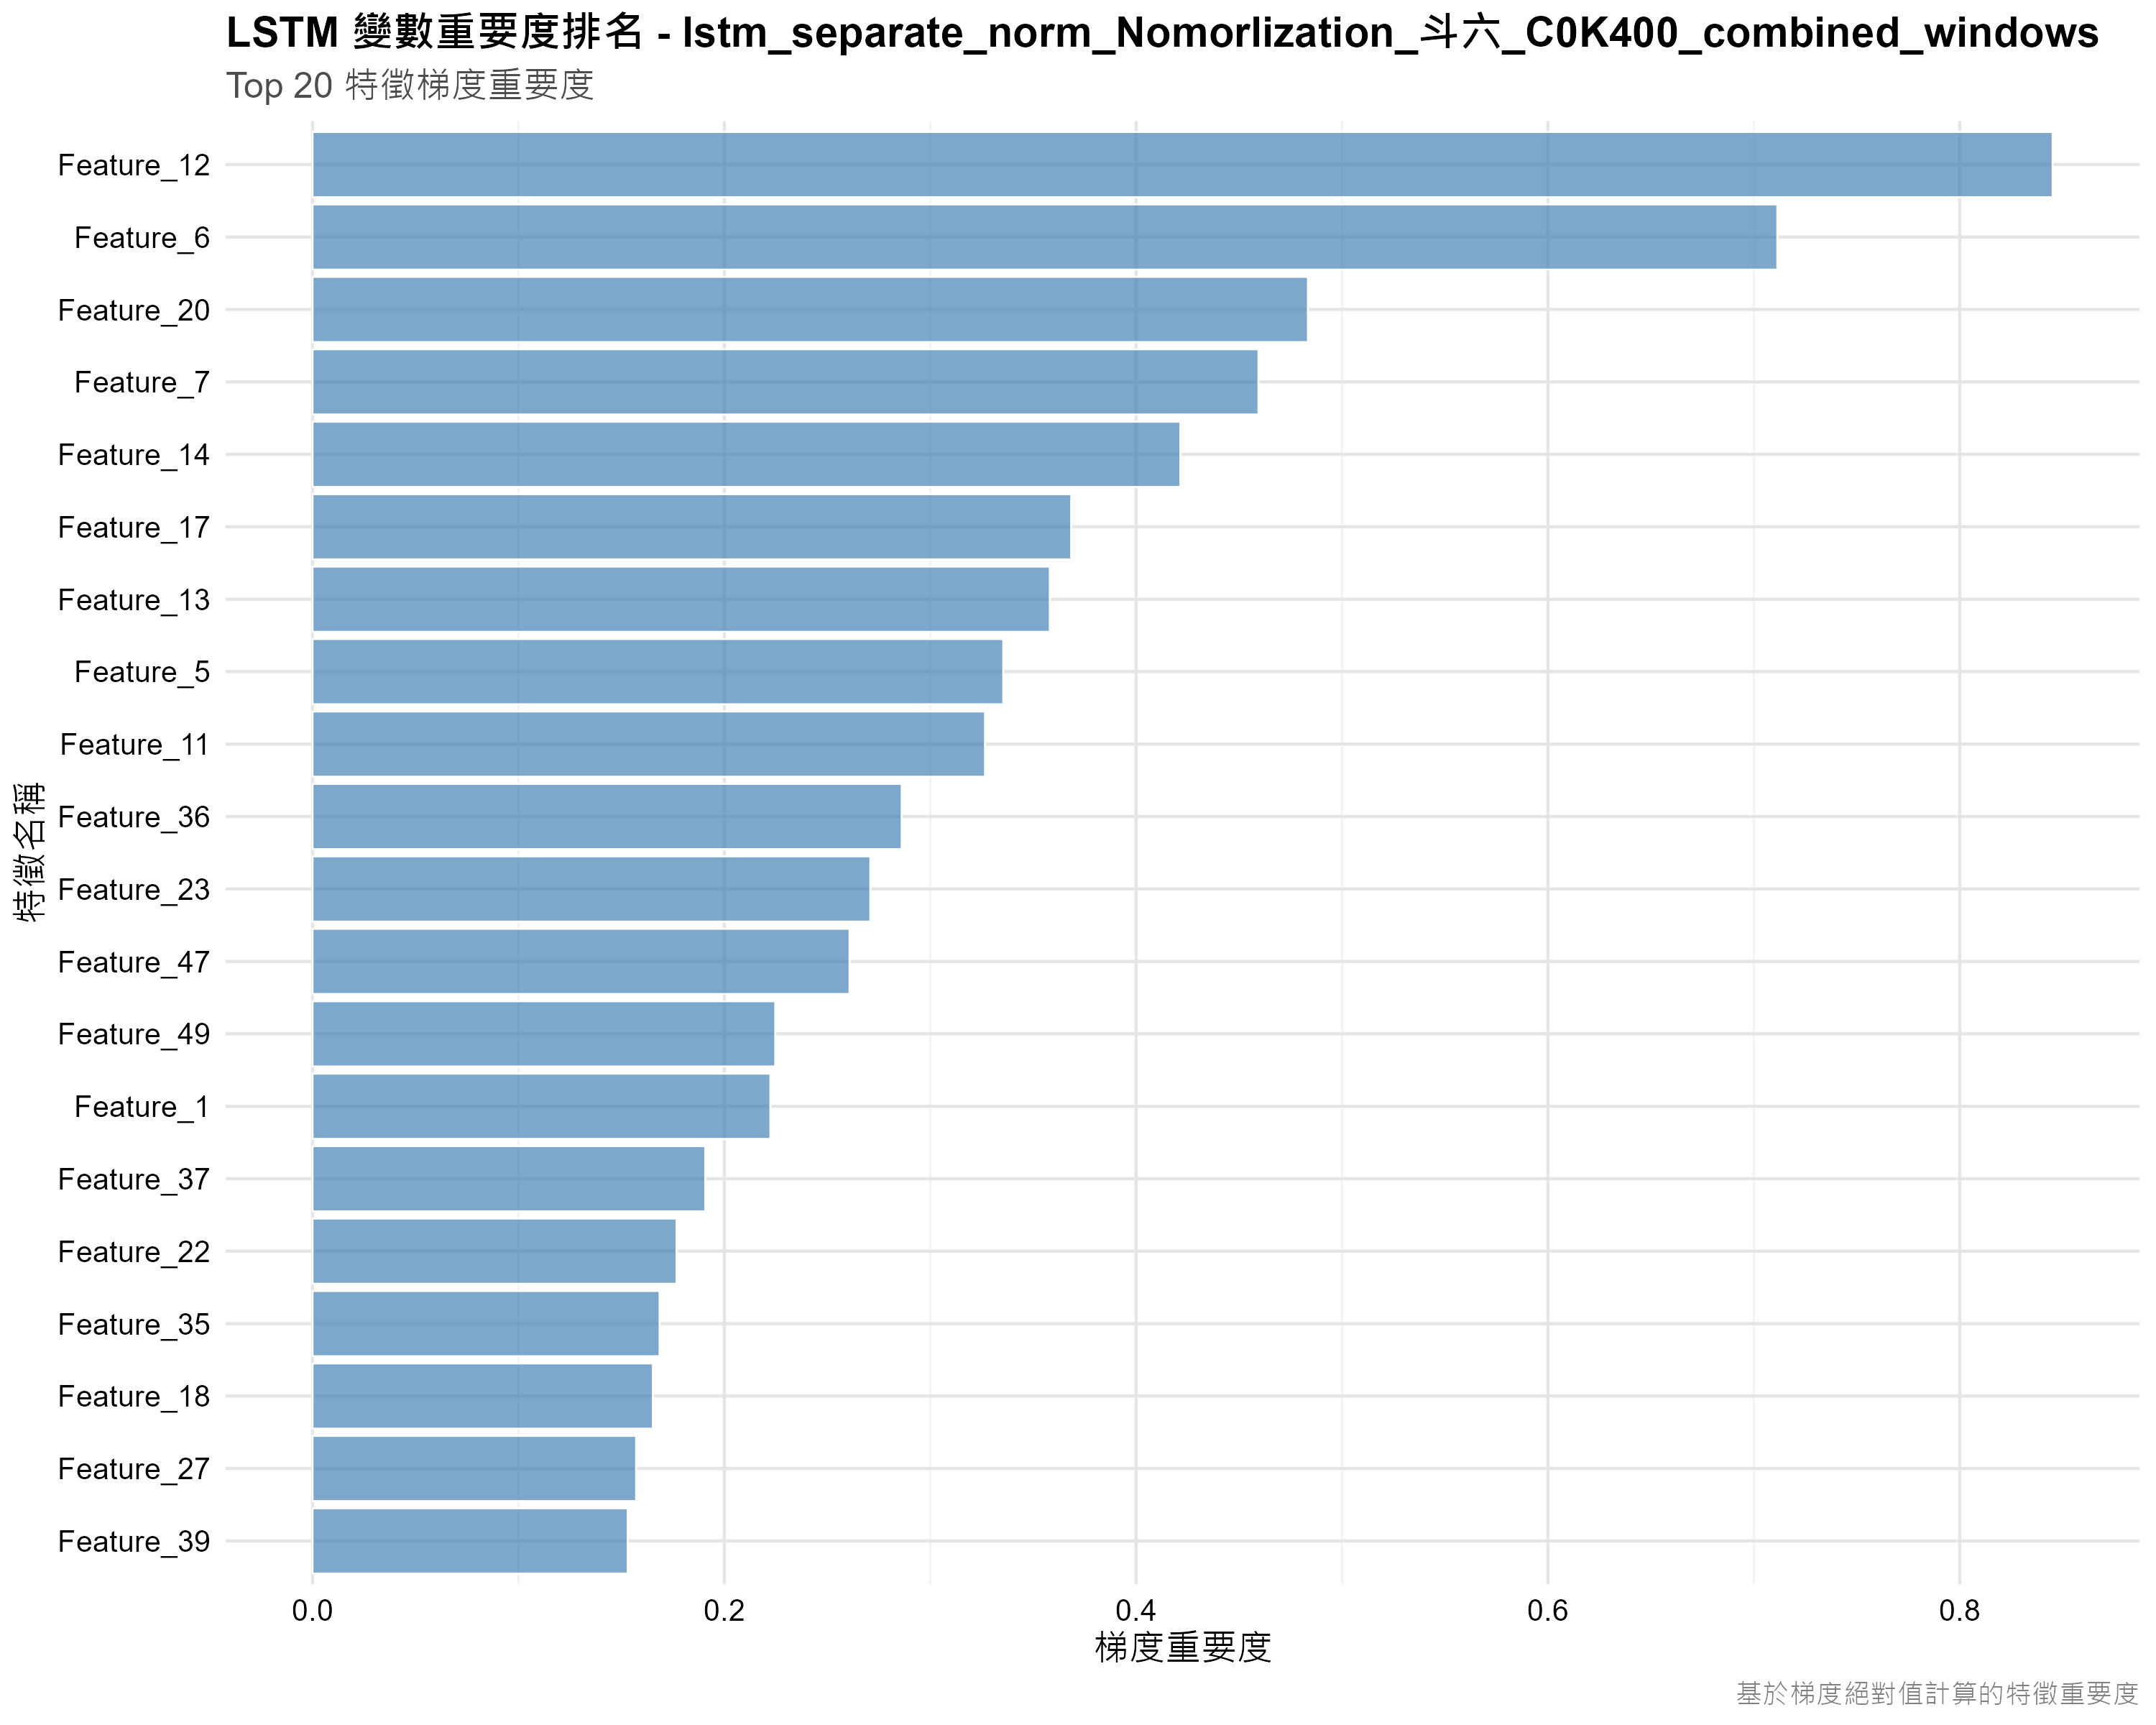 LSTM 變數重要度排名 - lstm_separate_norm_Nomorlization_斗六_C0K400_combined_windows
Top 20 特徵梯度重要度
特徵名稱
Feature_12
Feature_6
Feature_20
Feature_7
Feature_14
Feature_17
Feature_13
Feature_5
Feature_11
Feature_36
Feature_23
Feature_47
Feature_49
Feature_1
Feature_37
Feature_22
Feature_35
Feature_18
Feature_27
Feature_39
0.0 0.2 0.4 0.6 0.8
梯度重要度
基於梯度絕對值計算的特徵重要度